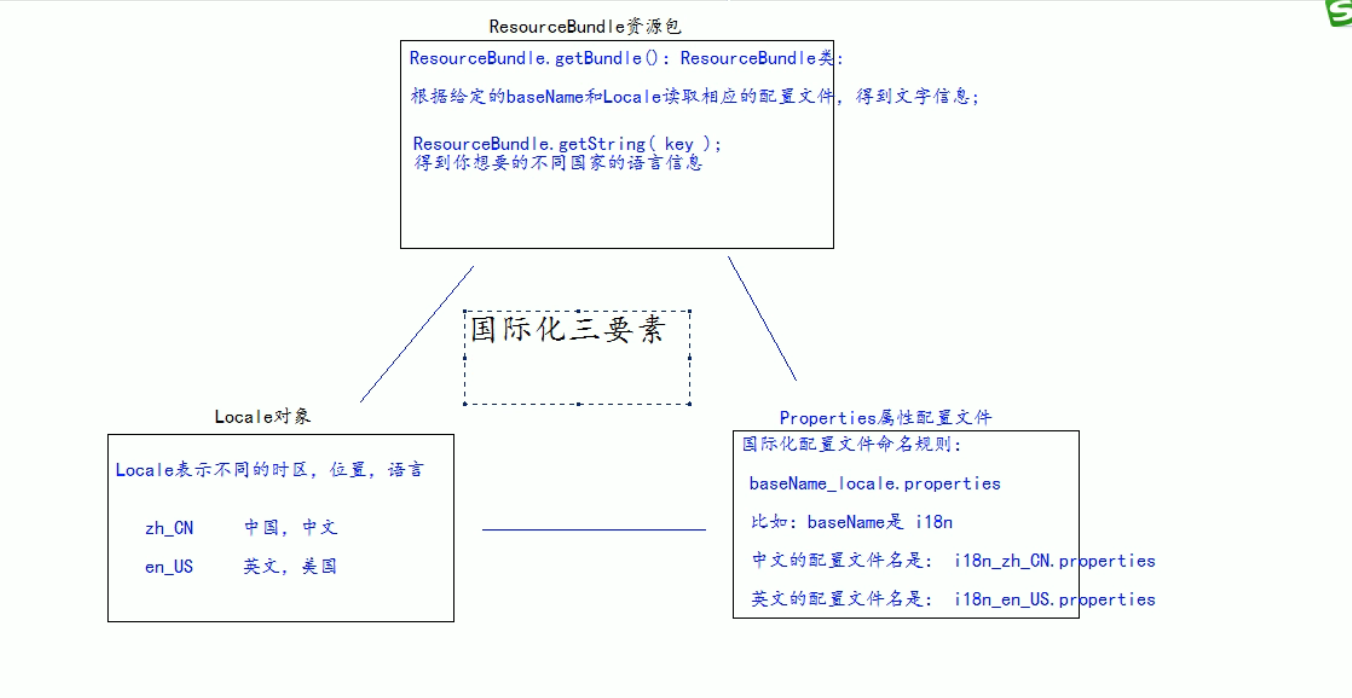 ResourceBundle资源包
ResourceBundle.getBundle(): ResourceBundle类:
根据给定的baseName和Locale读取相应的配置文件, 得到文字信息;
ResourceBundle.getString( key );
得到你想要的不同国家的语言信息
国际化三要素
Locale对象
Locale表示不同的时区, 位置, 语言
zh_CN 中国, 中文
en_US 英文, 美国
Properties属性配置文件
国际化配置文件命名规则:
baseName_locale.properties
比如: baseName是 i18n
中文的配置文件名是: i18n_zh_CN.properties
英文的配置文件名是: i18n_en_US.properties